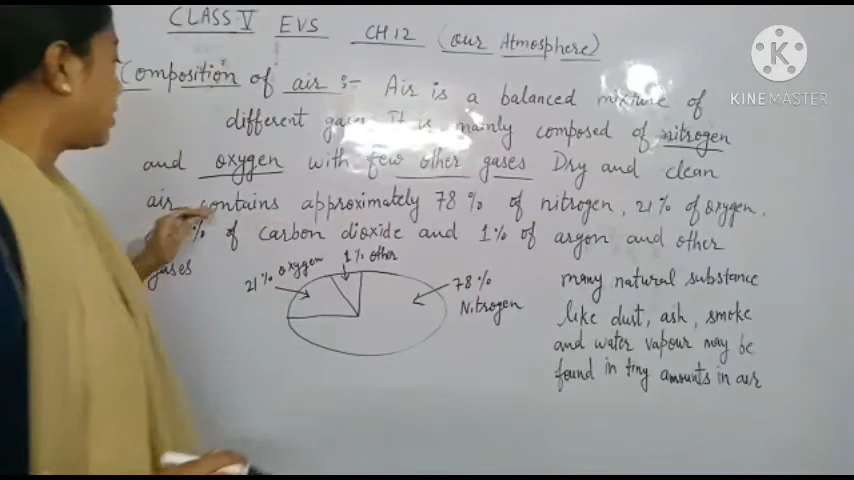 CLASS V EVS CH 12 (our Atmosphere)
Composition of air :- Air is a balanced mixture of
different gases It is mainly composed of nitrogen
and oxygen with few other gases Dry and clean
air contains approximately 78 % of nitrogen, 21 % of oxygen.
% of carbon dioxide and 1% of argon and other
gases
21 % oxygen
1 % other
78 %
Nitrogen
many natural substance
like dust, ash, smoke
and water vapour may be
found in tiny amounts in air
KINEMASTER